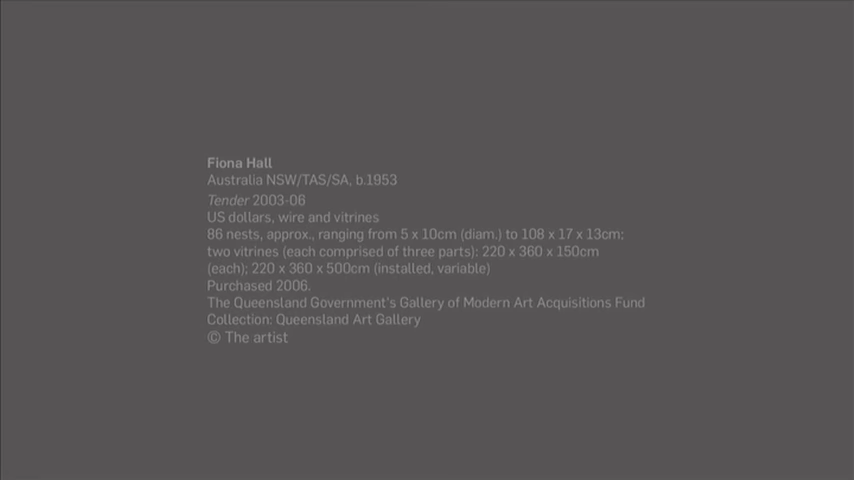 Fiona Hall
Australia NSW/TAS/SA, b.1953
Tender 2003-06
US dollars, wire and vitrines
86 nests, approx., ranging from 5 x 10cm (diam.) to 108 x 17 x 13cm;
two vitrines (each comprised of three parts): 220 x 360 x 150cm
(each); 220 x 360 x 500cm (installed, variable)
Purchased 2006.
The Queensland Government's Gallery of Modern Art Acquisitions Fund
Collection: Queensland Art Gallery
© The artist